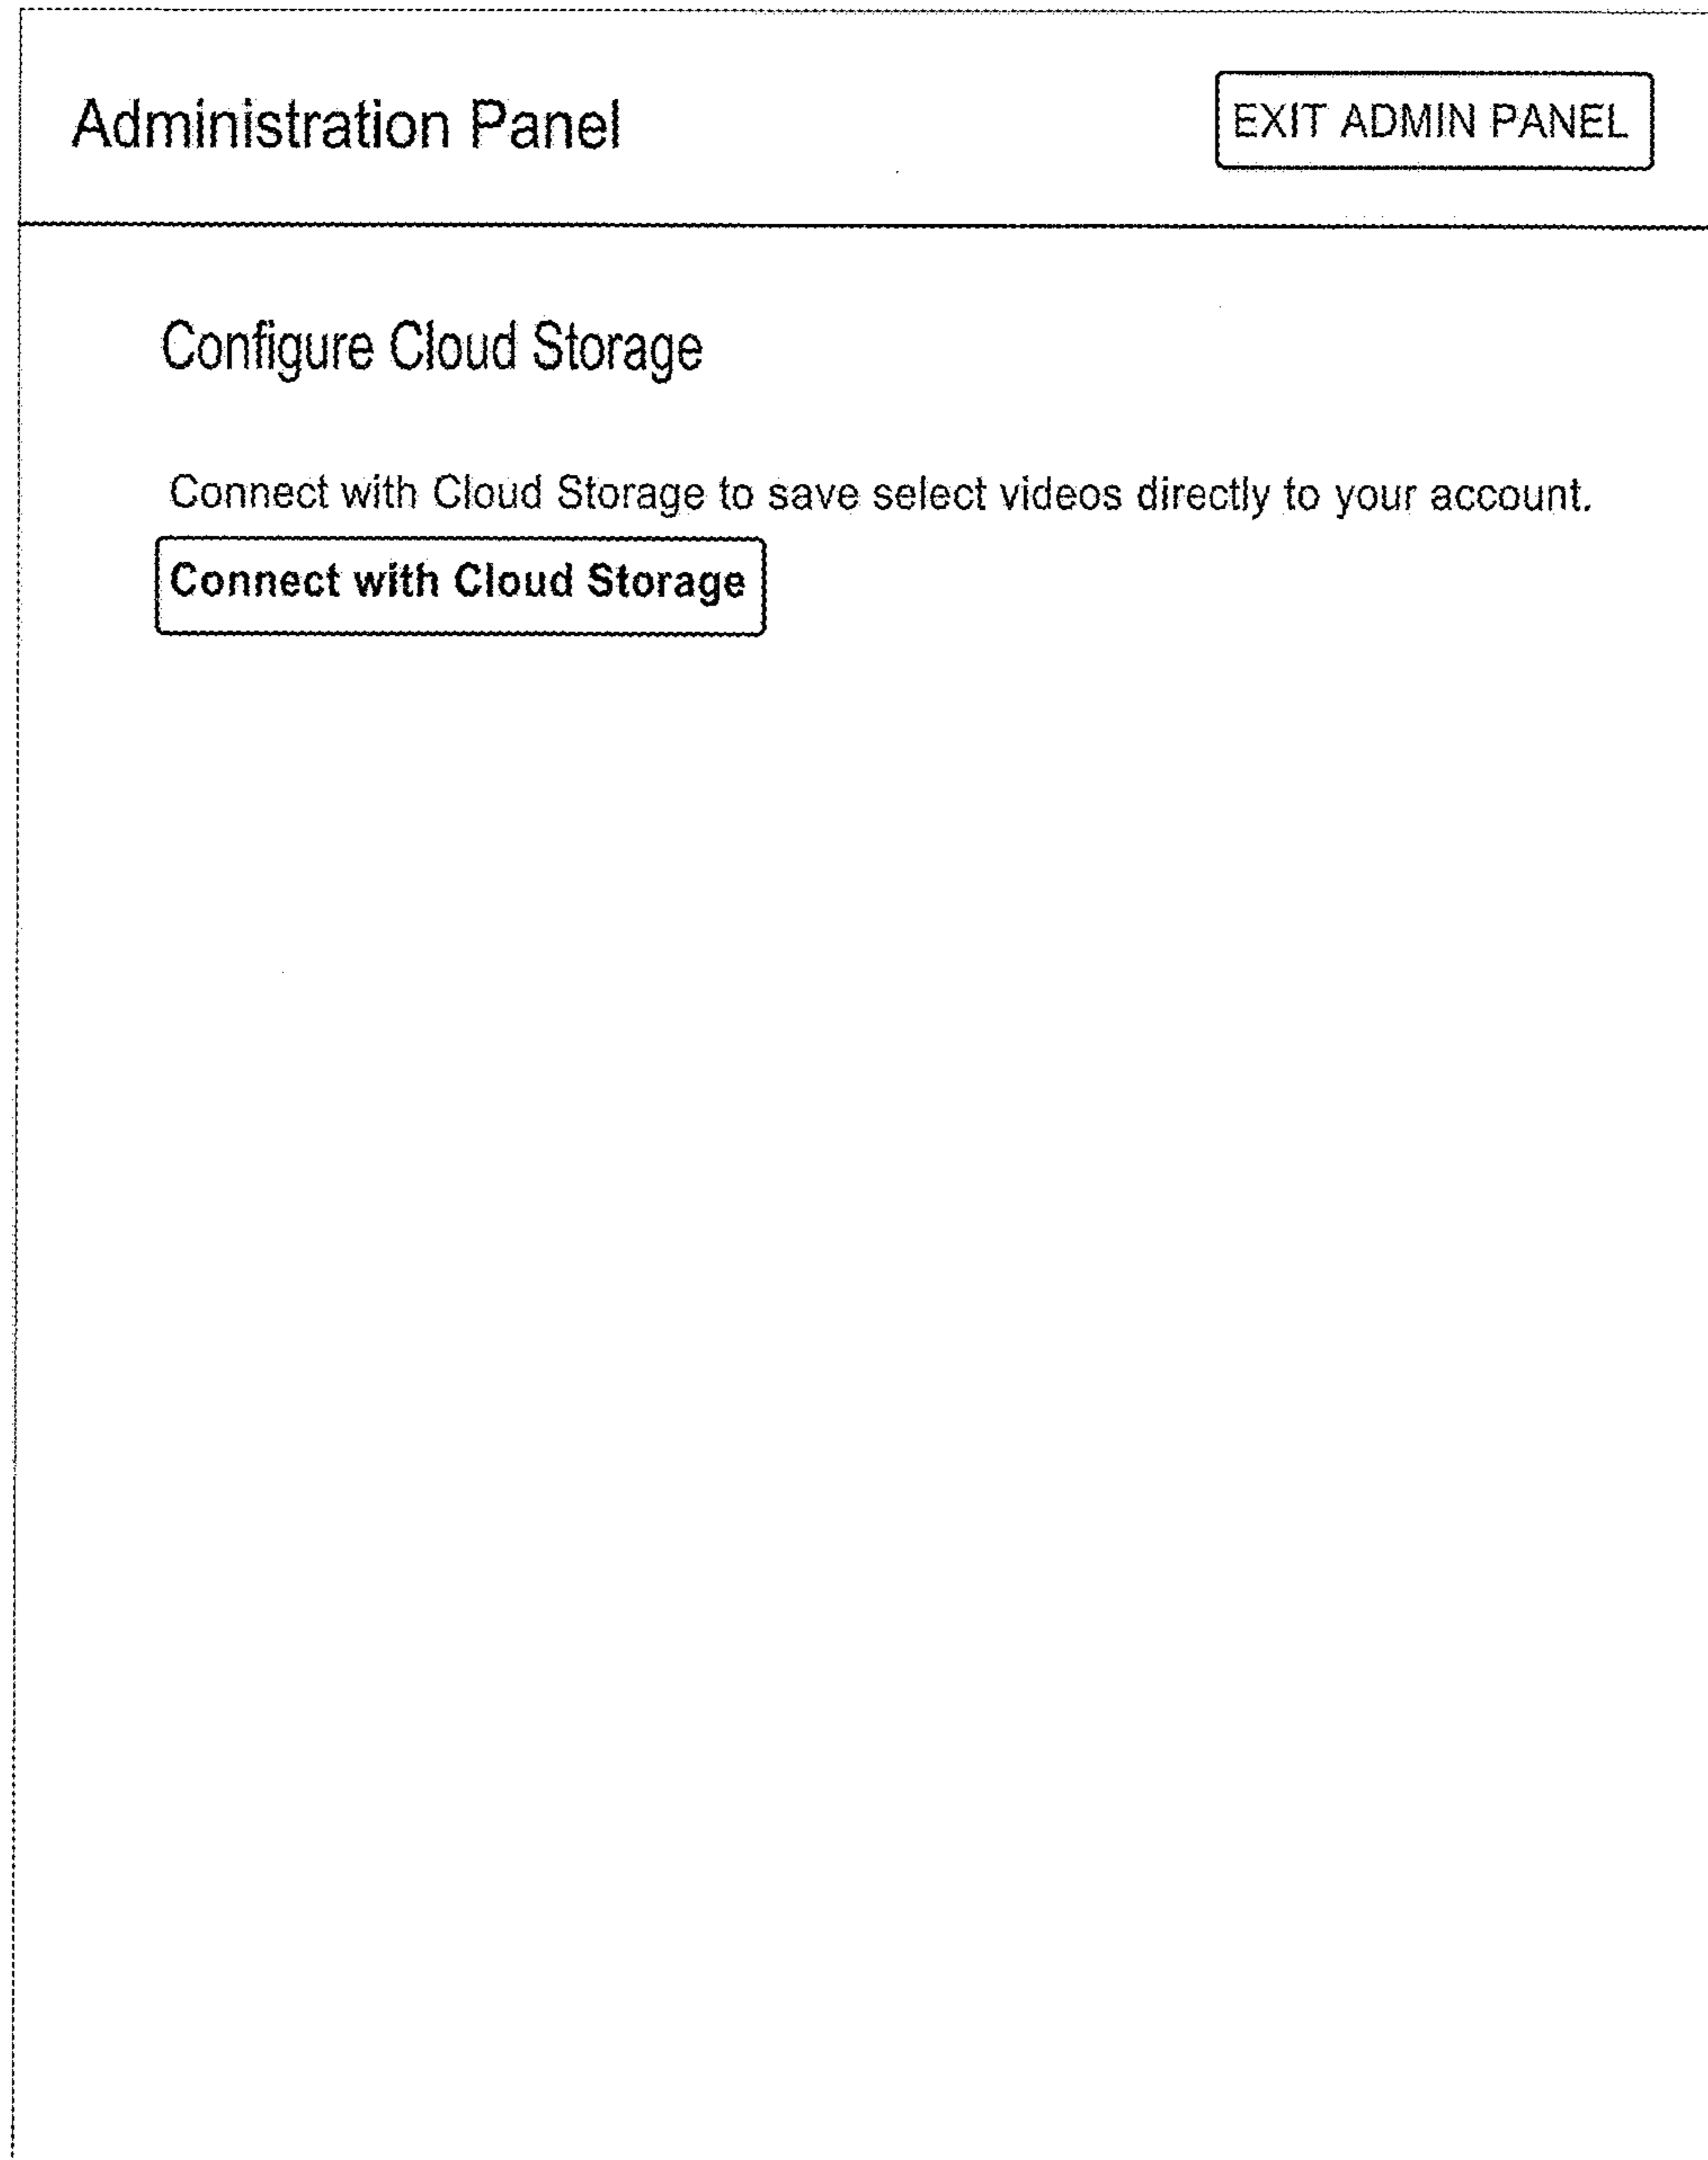 Administration Panel
EXIT ADMIN PANEL
Configure Cloud Storage
Connect with Cloud Storage to save select videos directly to your account.
Connect with Cloud Storage